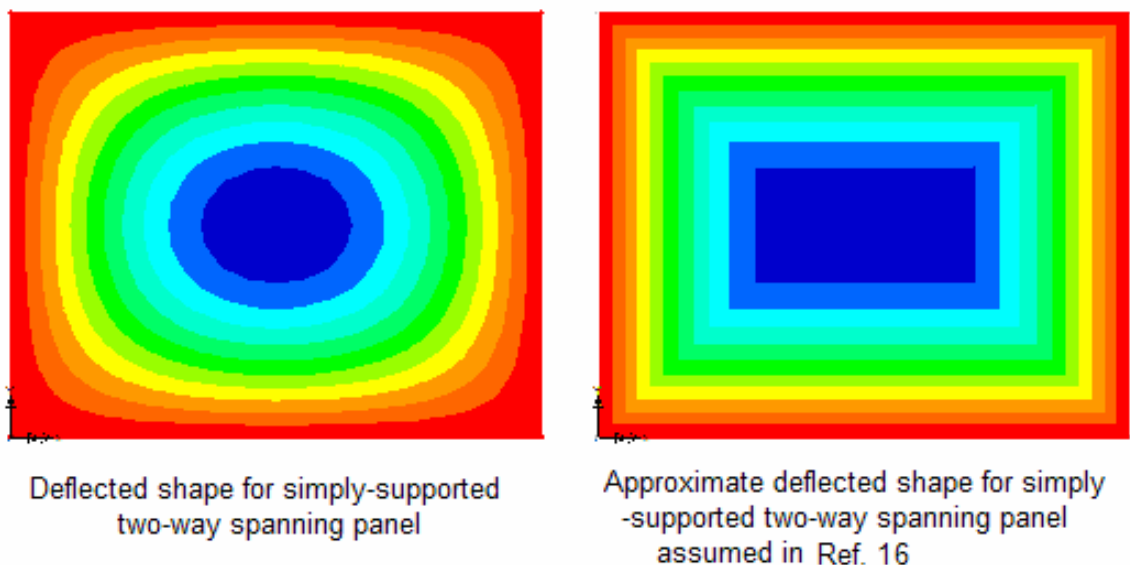 Deflected shape for simply-supported
two-way spanning panel
Approximate deflected shape for simply
-supported two-way spanning panel
assumed in Ref. 16